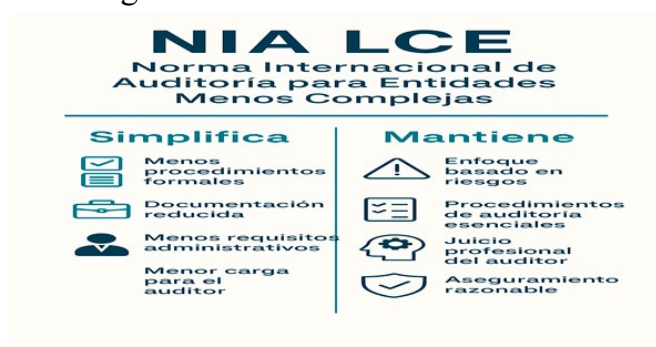 NIA LCE
Norma Internacional de
Auditoría para Entidades
Menos Complejas
Simplifica
Menos
procedimientos
formales
Documentación
reducida
Menos requisitos
administrativos
Menor carga
para el
auditor
Mantiene
Enfoque
basado en
riesgos
Procedimientos
de auditoría
esenciales
Juicio
profesional
del auditor
Aseguramiento
razonable